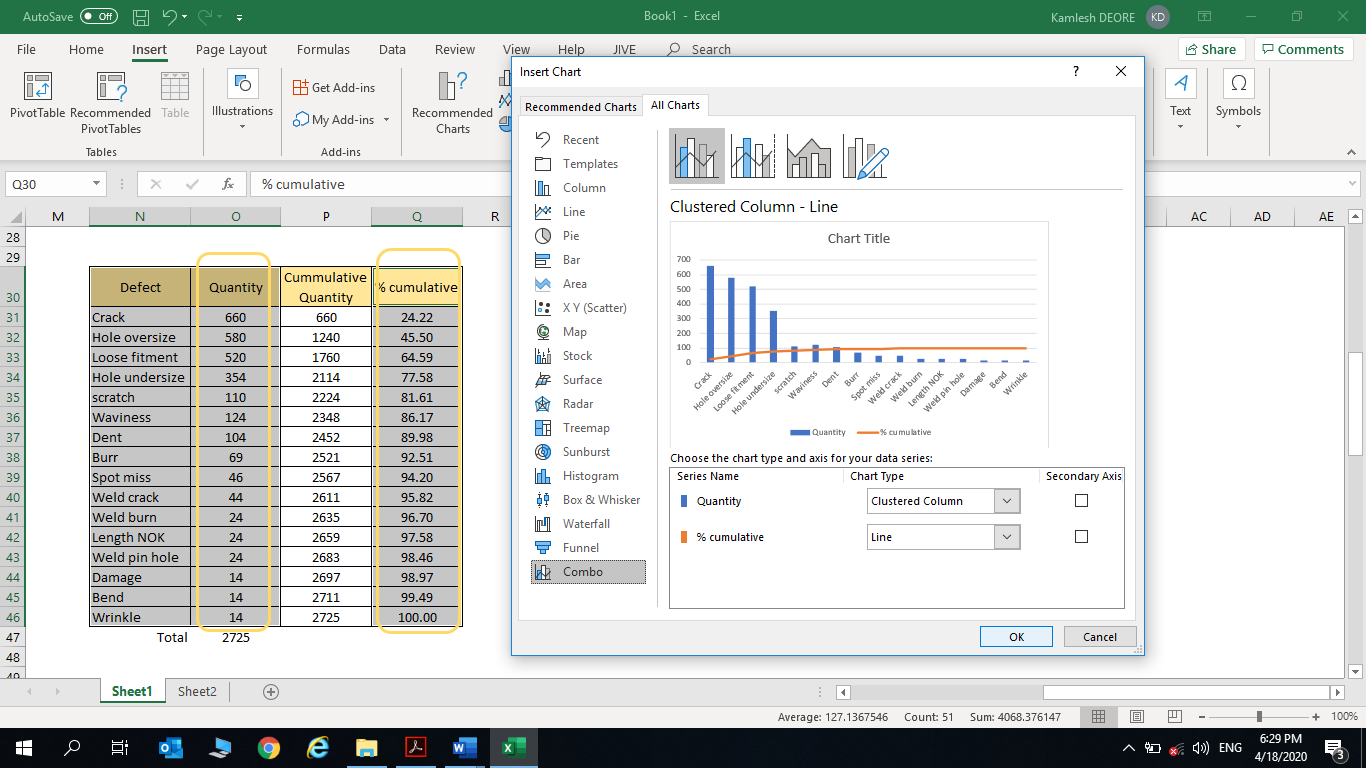 AutoSave Off Book1 - Excel Kamlesh DEORE KD
File Home Insert Page Layout Formulas Data Review View Help JIVE Search Share Comments
PivotTable Recommended PivotTables Table
Tables
Illustrations
Get Add-ins
My Add-ins
Add-ins
Recommended Charts
Text
Symbols
Q30 fx % cumulative
M N O P Q R AC AD AE
28
29
30 Defect Quantity Cummulative Quantity % cumulative
31 Crack 660 660 24.22
32 Hole oversize 580 1240 45.50
33 Loose fitment 520 1760 64.59
34 Hole undersize 354 2114 77.58
35 scratch 110 2224 81.61
36 Waviness 124 2348 86.17
37 Dent 104 2452 89.98
38 Burr 69 2521 92.51
39 Spot miss 46 2567 94.20
40 Weld crack 44 2611 95.82
41 Weld burn 24 2635 96.70
42 Length NOK 24 2659 97.58
43 Weld pin hole 24 2683 98.46
44 Damage 14 2697 98.97
45 Bend 14 2711 99.49
46 Wrinkle 14 2725 100.00
47 Total 2725
48
49
Insert Chart ?
Recommended Charts All Charts
Recent
Templates
Column
Line
Pie
Bar
Area
X Y (Scatter)
Map
Stock
Surface
Radar
Treemap
Sunburst
Histogram
Box & Whisker
Waterfall
Funnel
Combo
Clustered Column - Line
Chart Title
700
600
500
400
300
200
100
0
Crack Hole oversize Loose fitment Hole undersize scratch Waviness Dent Burr Spot miss Weld crack Weld burn Length NOK Weld pin hole Damage Bend Wrinkle
Quantity % cumulative
Choose the chart type and axis for your data series:
Series Name Chart Type Secondary Axis
Quantity Clustered Column
% cumulative Line
OK Cancel
Sheet1 Sheet2
Average: 127.1367546 Count: 51 Sum: 4068.376147 100%
ENG 6:29 PM
4/18/2020 3